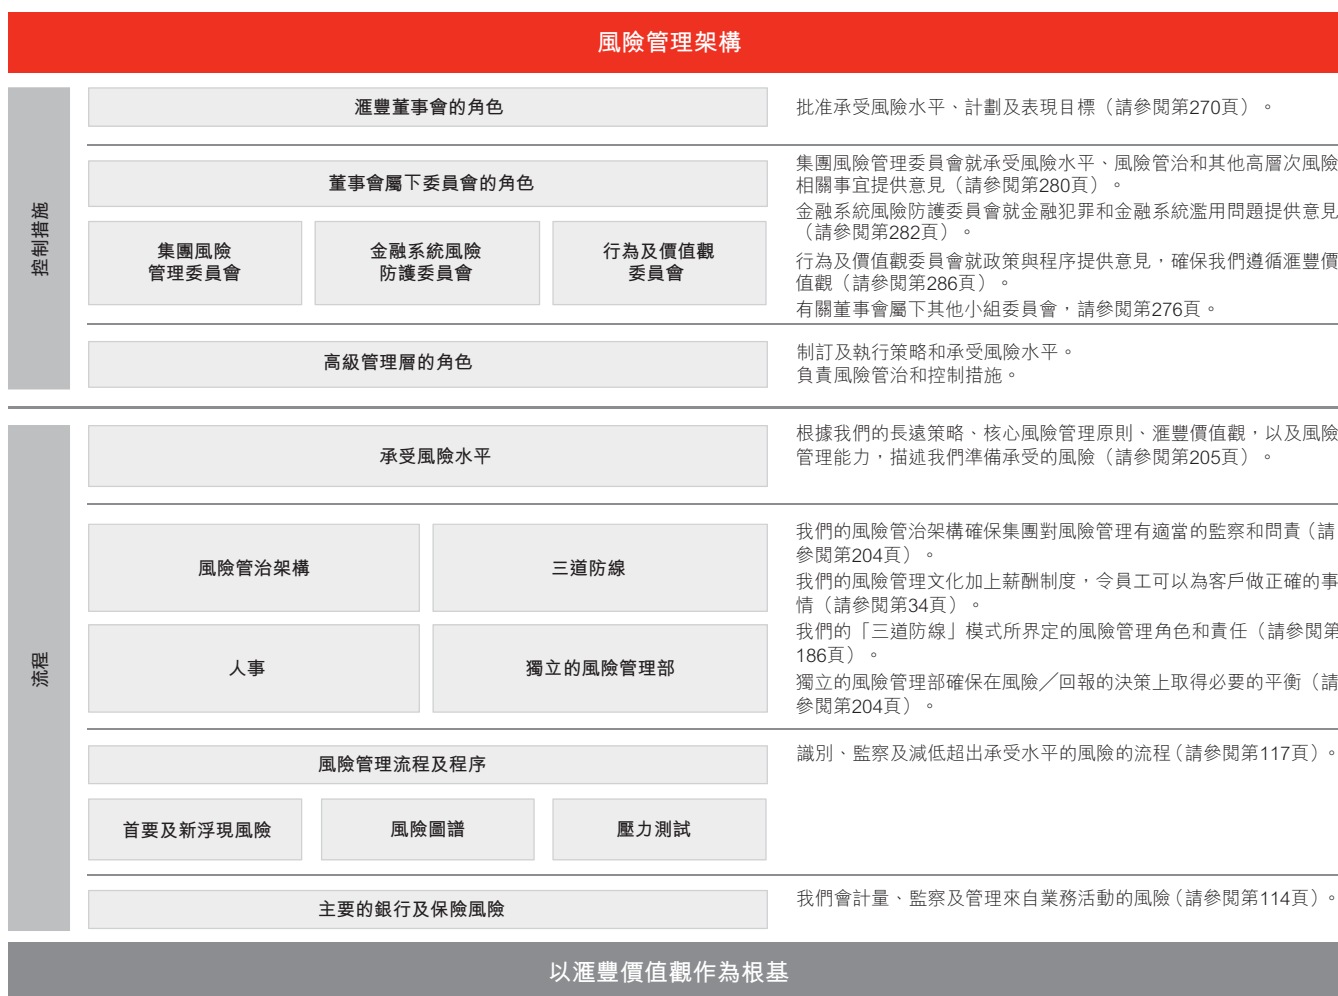 風險管理架構
控制措施
滙豐董事會的角色
批准承受風險水平、計劃及表現目標（請參閱第270頁）。
董事會屬下委員會的角色
集團風險
管理委員會
金融系統風險
防護委員會
行為及價值觀
委員會
集團風險管理委員會就承受風險水平、風險管治和其他高層次風險
相關事宜提供意見（請參閱第280頁）。
金融系統風險防護委員會就金融犯罪和金融系統濫用問題提供意見
（請參閱第282頁）。
行為及價值觀委員會就政策與程序提供意見，確保我們遵循滙豐價
值觀（請參閱第286頁）。
有關董事會屬下其他小組委員會，請參閱第276頁。
高級管理層的角色
制訂及執行策略和承受風險水平。
負責風險管治和控制措施。
流程
承受風險水平
根據我們的長遠策略、核心風險管理原則、滙豐價值觀，以及風險
管理能力，描述我們準備承受的風險（請參閱第205頁）。
風險管治架構
三道防線
人事
獨立的風險管理部
我們的風險管治架構確保集團對風險管理有適當的監察和問責（請
參閱第204頁）。
我們的風險管理文化加上薪酬制度，令員工可以為客戶做正確的事
情（請參閱第34頁）。
我們的「三道防線」模式所界定的風險管理角色和責任（請參閱第
186頁）。
獨立的風險管理部確保在風險╱回報的決策上取得必要的平衡（請
參閱第204頁）。
風險管理流程及程序
識別、監察及減低超出承受水平的風險的流程（請參閱第117頁）。
首要及新浮現風險
風險圖譜
壓力測試
主要的銀行及保險風險
我們會計量、監察及管理來自業務活動的風險（請參閱第114頁）。
以滙豐價值觀作為根基